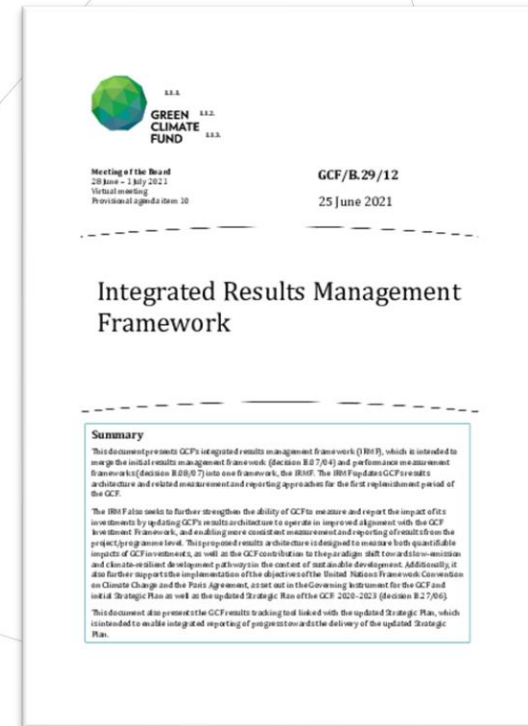 1.1.1.
GREEN 1.1.2.
CLIMATE
FUND 1.1.3.
Meeting of the Board
28 June – 1 July 2021
Virtual meeting
Provisional agenda item 10
GCF/B.29/12
25 June 2021
Integrated Results Management
Framework
Summary
This document presents GCF's integrated results management framework (IRMF), which is intended to
merge the initial results management framework (decision B.07/04) and performance measurement
frameworks (decision B.08/07) into one framework, the IRMF. The IRMF updates GCF's results
architecture and related measurement and reporting approaches for the first replenishment period of
the GCF.
The IRMF also seeks to further strengthen the ability of GCF to measure and report the impact of its
investments by updating GCF's results architecture to operate in improved alignment with the GCF
Investment Framework, and enabling more consistent measurement and reporting of results from the
project/programme level. This proposed results architecture is designed to measure both quantifiable
impacts of GCF investments, as well as the GCF contribution to the paradigm shift towards low-emission
and climate-resilient development pathways in the context of sustainable development. Additionally, it
also further supports the implementation of the objectives of the United Nations Framework Convention
on Climate Change and the Paris Agreement, as set out in the Governing Instrument for the GCF and
initial Strategic Plan as well as the updated Strategic Plan of the GCF 2020–2023 (decision B.27/06).
This document also presents the GCF results tracking tool linked with the updated Strategic Plan, which
is intended to enable integrated reporting of progress towards the delivery of the updated Strategic
Plan.